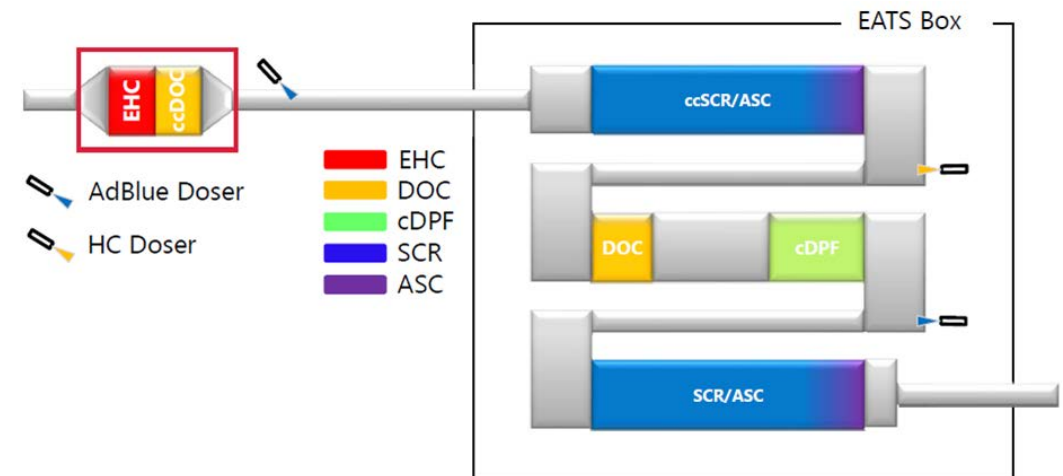 EATS Box
EHC
ccDOC
ccSCR/ASC
EHC
DOC
cDPF
SCR
ASC
AdBlue Doser
HC Doser
DOC
cDPF
SCR/ASC